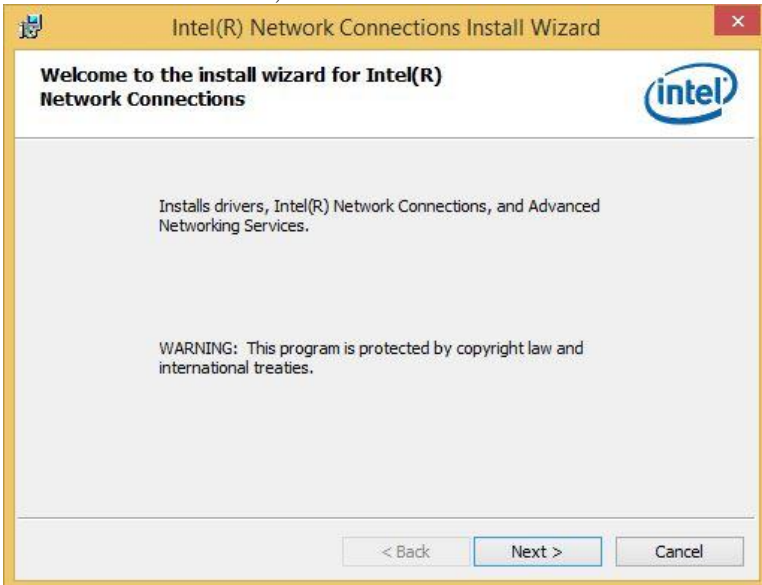 Intel(R) Network Connections Install Wizard
Welcome to the install wizard for Intel(R)
Network Connections
intel
Installs drivers, Intel(R) Network Connections, and Advanced
Networking Services.
WARNING: This program is protected by copyright law and
international treaties.
< Back
Next >
Cancel